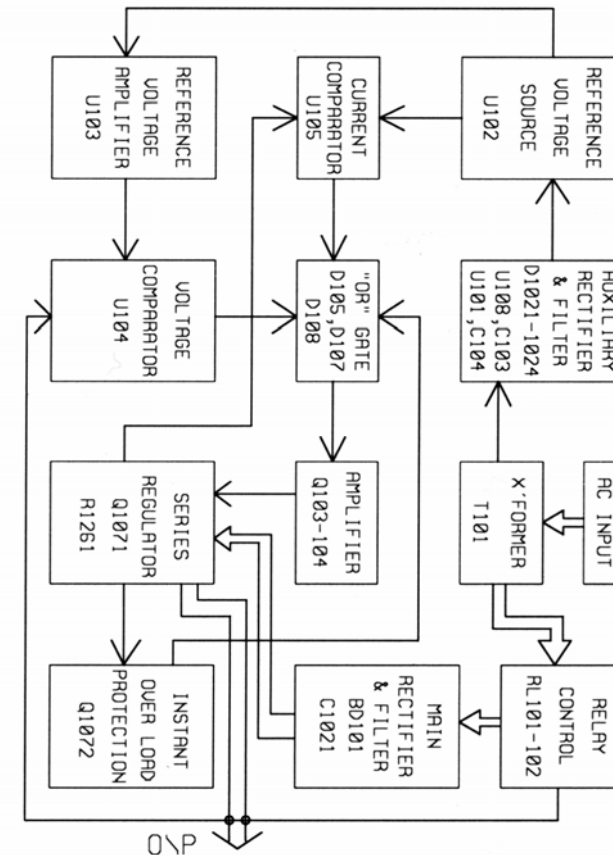 AC INPUT
REFERENCE
VOLTAGE
SOURCE
U102
AUXILIARY
RECTIFIER
& FILTER
D1021-1024
U108,C103
U101,C104
X'FORMER
T101
RELAY
CONTROL
RL101-102
CURRENT
COMPARATOR
U105
"OR" GATE
D105,D107
D108
AMPLIFIER
Q103-104
MAIN
RECTIFIER
& FILTER
BD101
C1021
REFERENCE
VOLTAGE
AMPLIFIER
U103
VOLTAGE
COMPARATOR
U104
SERIES
REGULATOR
Q1071
R1261
INSTANT
OVER LOAD
PROTECTION
Q1072
O\P